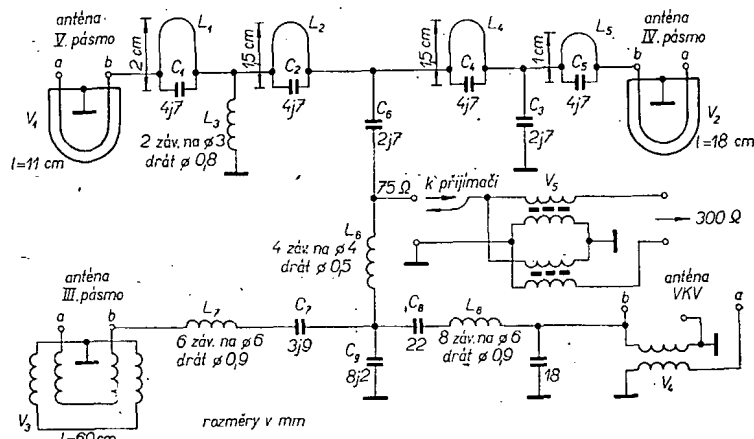 anténa
V. pásmo
a
b
V₁
l=11 cm
2 cm
L₁
C₁
4j7
L₃
2 záv. na ø 3
drát ø 0,8
15 cm
L₂
C₂
4j7
C₆
2j7
15 cm
L₄
C₄
4j7
C₃
2j7
1 cm
L₅
C₅
4j7
anténa
IV. pásmo
b
a
V₂
l=18 cm
75 Ω
k přijímači
V₅
300 Ω
L₆
4 záv. na ø 4
drát ø 0,5
anténa
III. pásmo
a
b
V₃
l=60 cm
L₇
6 záv. na ø 6
drát ø 0,9
C₇
3j9
C₈
22
C₉
8j2
L₈
8 záv. na ø 6
drát ø 0,9
18
anténa
VKV
b
a
V₄
rozměry v mm